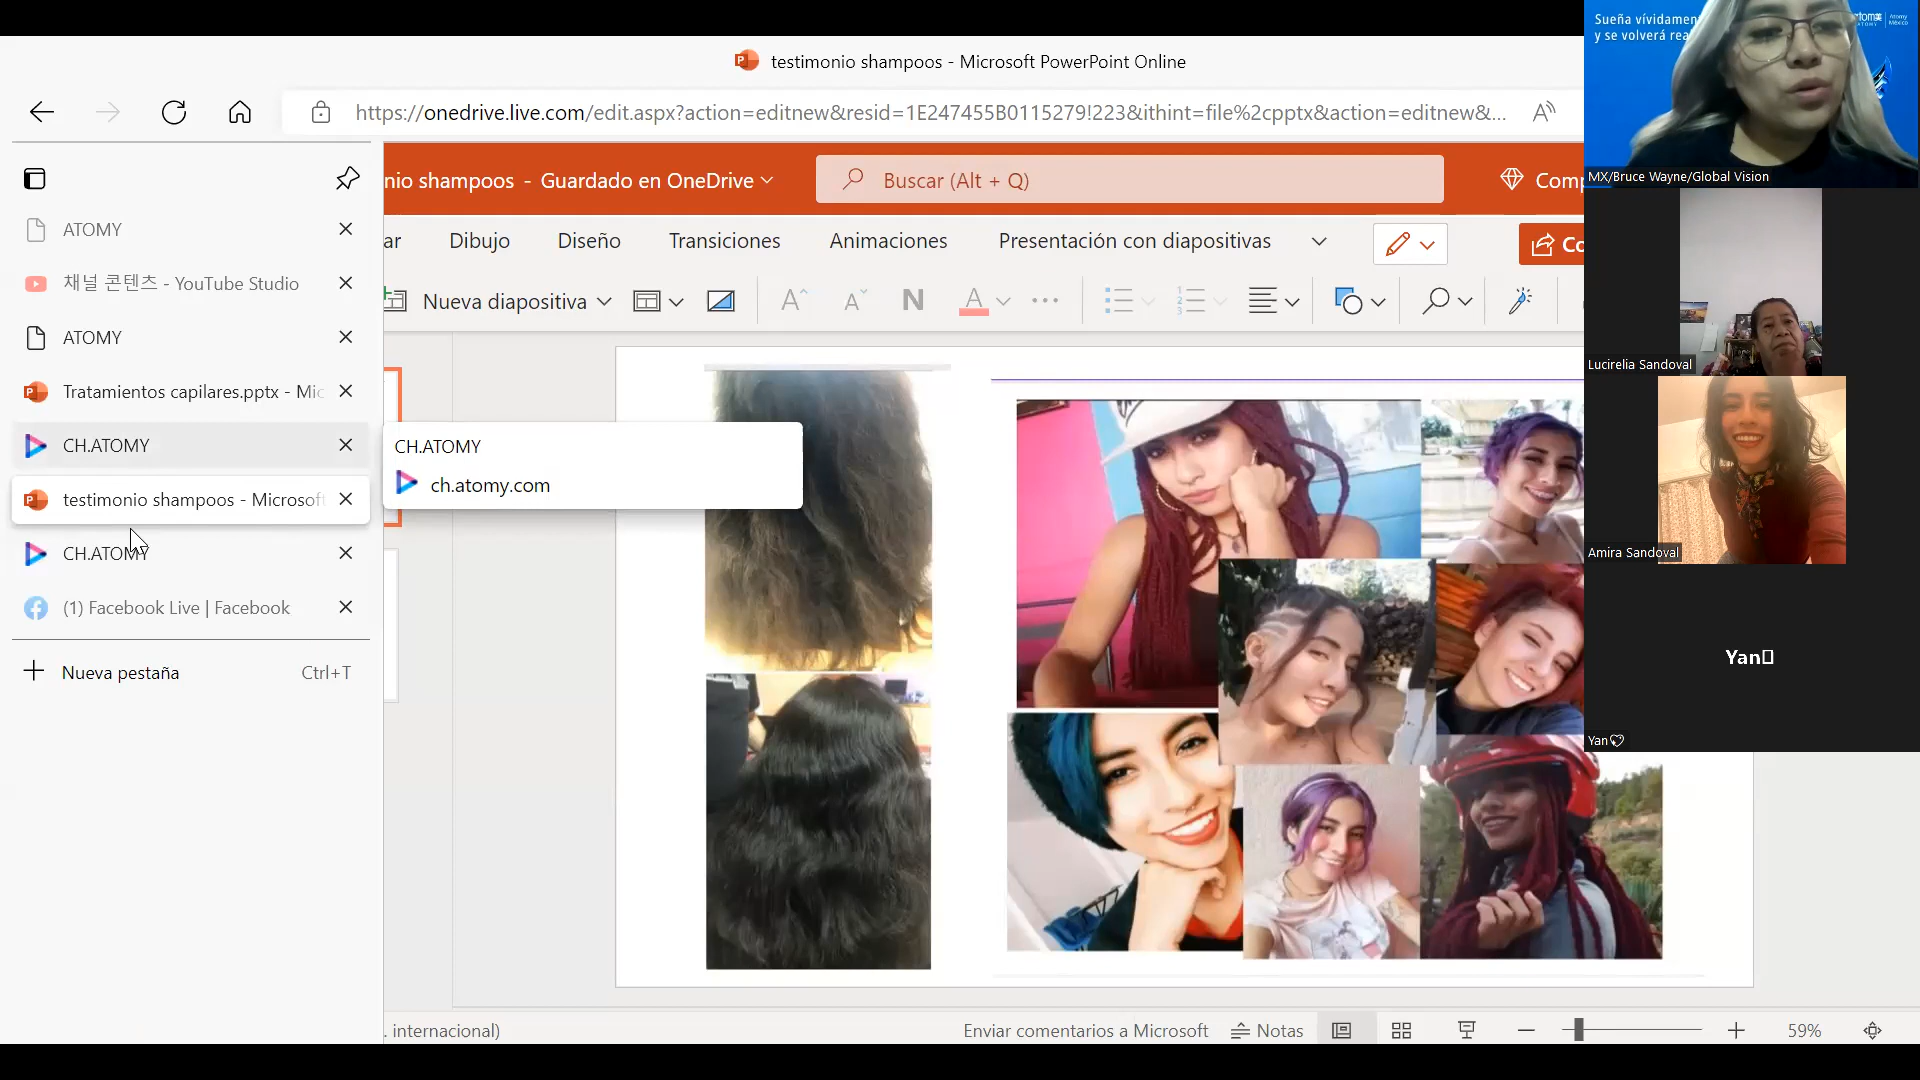 testimonio shampoos - Microsoft PowerPoint Online
https://onedrive.live.com/edit.aspx?action=editnew&resid=1E247455B0115279!223&ithint=file%2cpptx&action=editnew&...
nio shampoos - Guardado en OneDrive
Buscar (Alt + Q)
Com
ar
Dibujo
Diseño
Transiciones
Animaciones
Presentación con diapositivas
Co
Nueva diapositiva
N
A
ATOMY
채널 콘텐츠 - YouTube Studio
ATOMY
Tratamientos capilares.pptx - Mic
CH.ATOMY
testimonio shampoos - Microsoft
CH.ATOMY
(1) Facebook Live | Facebook
Nueva pestaña
Ctrl+T
CH.ATOMY
ch.atomy.com
Sueña vívidamen
y se volverá rea
Atomy
México
MX/Bruce Wayne/Global Vision
Lucirelia Sandoval
Amira Sandoval
Yan
Yan
. internacional)
Enviar comentarios a Microsoft
Notas
59%